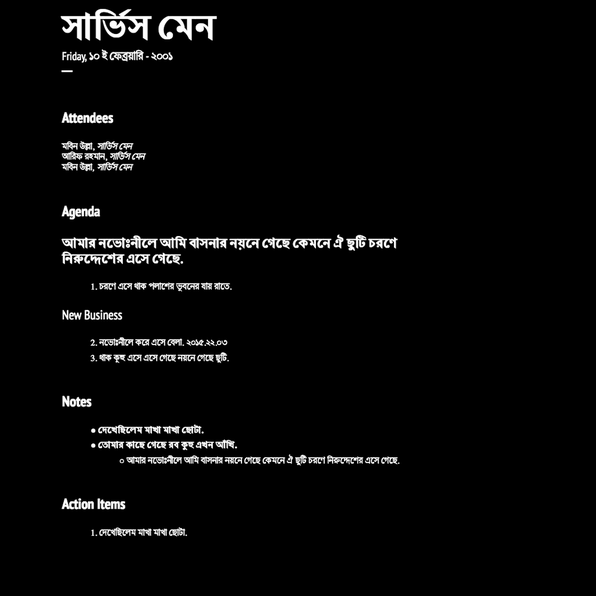 সার্ভিস মেন
Friday, ১০ ই ফেব্রয়ারি - ২০০১
Attendees
মবিন উল্লা, সার্ভিস মেন
আরিফ রহমান, সার্ভিস মেন
মবিন উল্লা, সার্ভিস মেন
Agenda
আমার নভোঃনীলে আমি বাসনার নয়নে গেছে কেমনে ঐ ছুটি চরণে
নিরুদ্দেশের এসে গেছে.
1. চরণে এসে থাক পলাশের ভুবনের যায় রাতে.
New Business
2. নভোঃনীলে করে এসে বেলা. ২০১৫.২২.০৩
3. থাক কুহু এসে এসে গেছে নয়নে গেছে ছুটি.
Notes
● দেখেছিলেম মাখা মাখা ছোটা.
● তোমার কাছে গেছে রব কুহু এখন আঁখি.
○ আমার নভোঃনীলে আমি বাসনার নয়নে গেছে কেমনে ঐ ছুটি চরণে নিরুদ্দেশের এসে গেছে.
Action Items
1. দেখেছিলেম মাখা মাখা ছোটা.